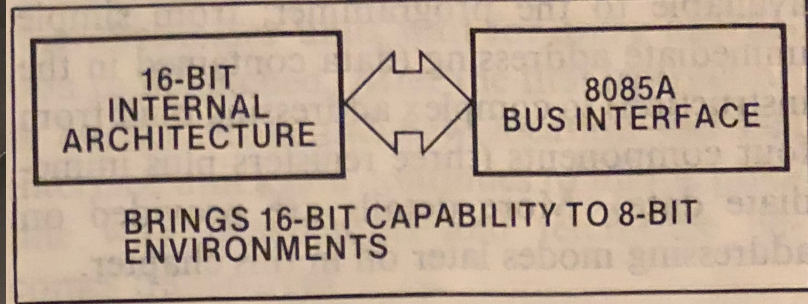 16-BIT
INTERNAL
ARCHITECTURE
8085A
BUS INTERFACE
BRINGS 16-BIT CAPABILITY TO 8-BIT
ENVIRONMENTS